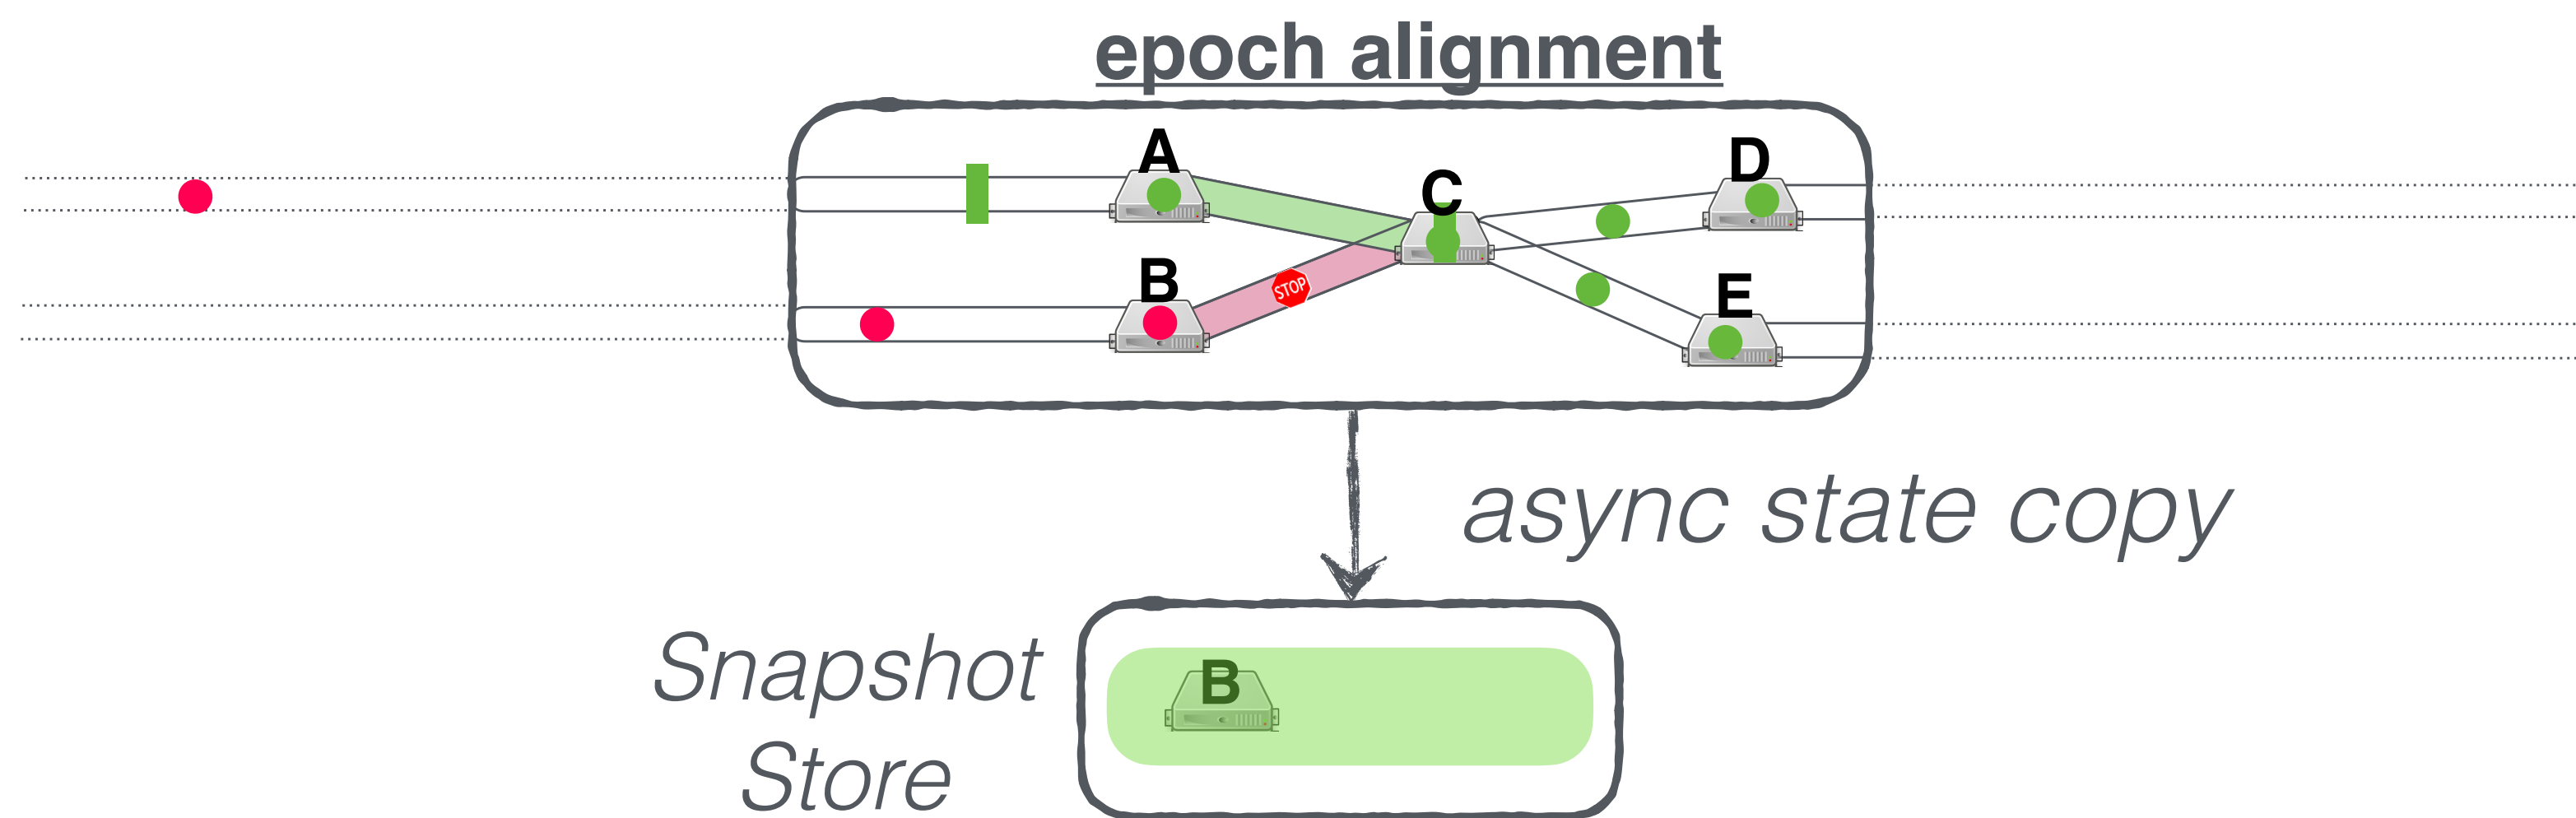 epoch alignment
A
B
C
D
E
STOP
async state copy
Snapshot
Store
B